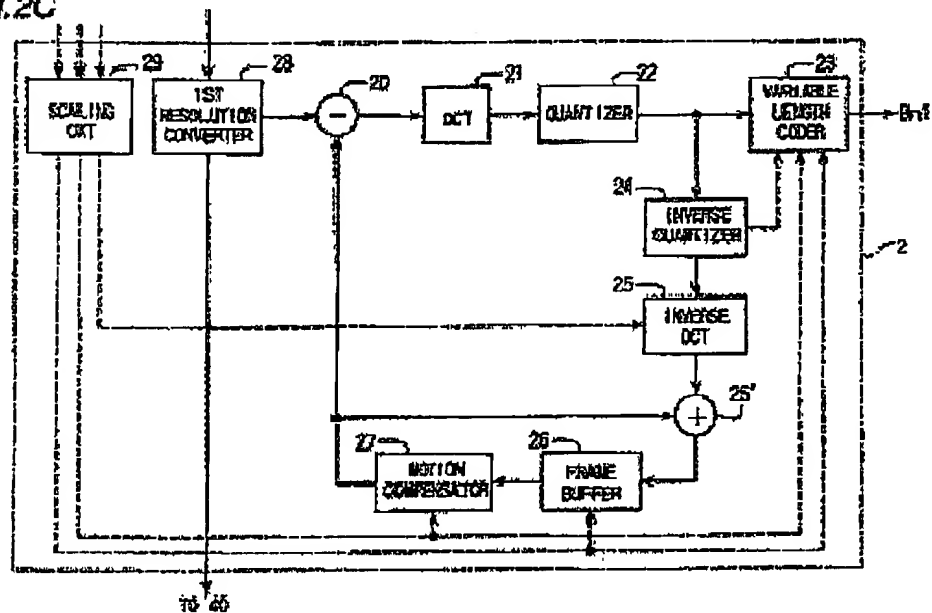 29
SCALING
CKT
28
1ST
RESOLUTION
CONVERTER
20
-
21
DCT
22
QUANTIZER
23
VARIABLE
LENGTH
CODER
24
INVERSE
QUANTIZER
2
25
INVERSE
DCT
25'
+
27
MOTION
COMPENSATOR
26
FRAME
BUFFER